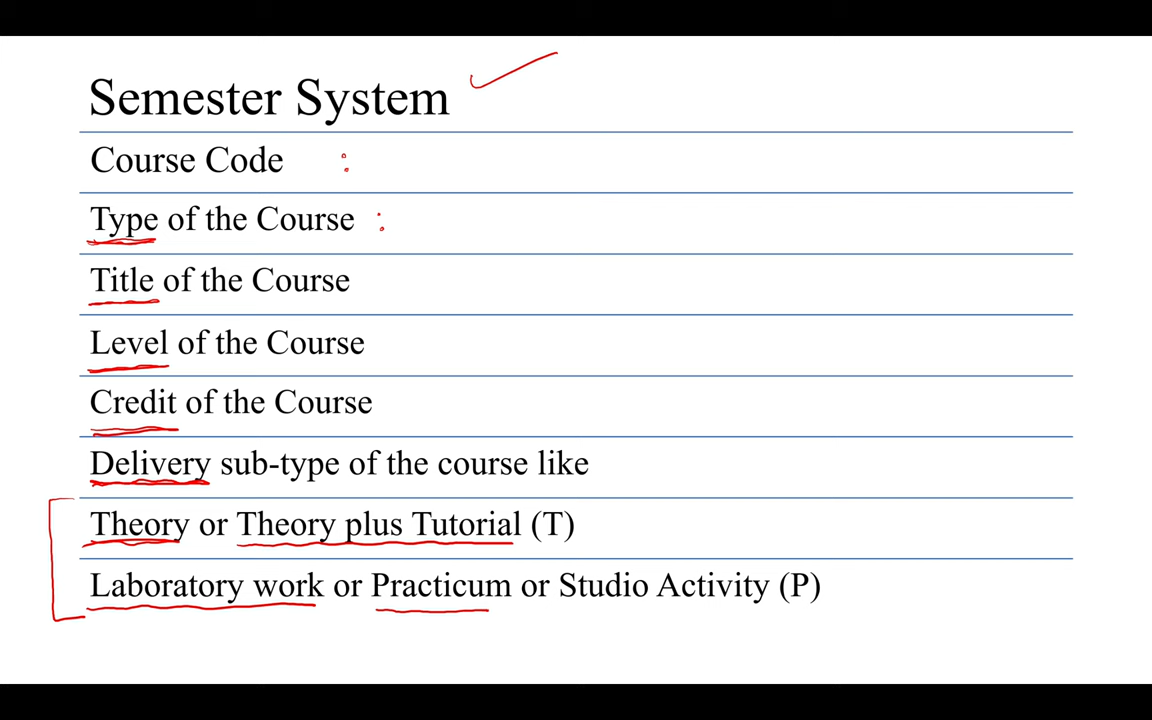 Semester System
Course Code :
Type of the Course :
Title of the Course
Level of the Course
Credit of the Course
Delivery sub-type of the course like
Theory or Theory plus Tutorial (T)
Laboratory work or Practicum or Studio Activity (P)